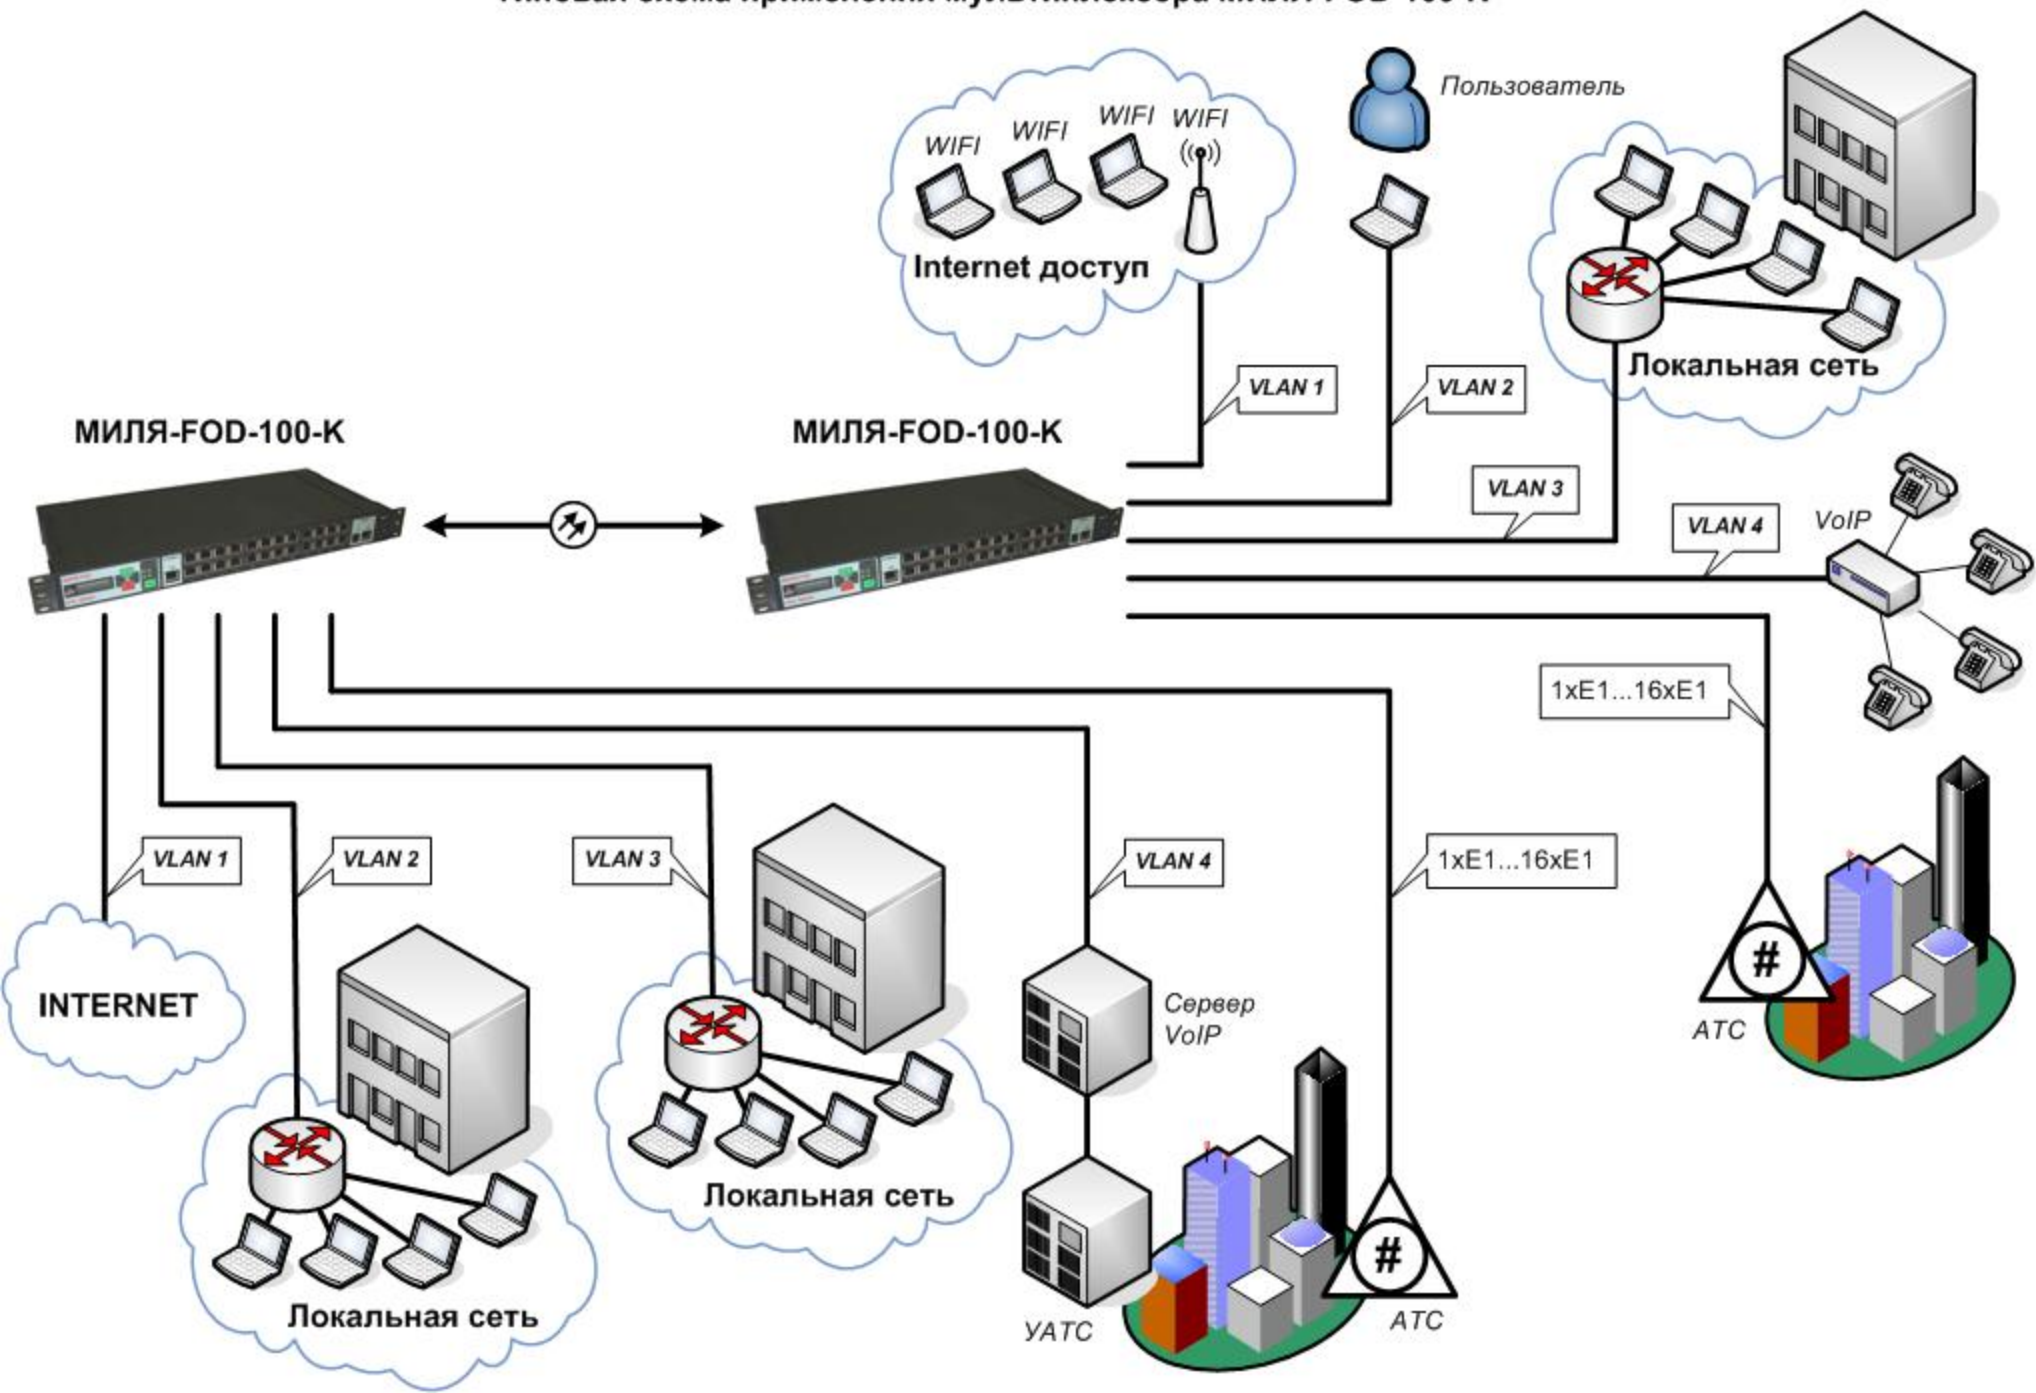 WIFI
WIFI
WIFI
WIFI
Internet доступ
Пользователь
Локальная сеть
VLAN 1
VLAN 2
VLAN 3
VLAN 4
VoIP
МИЛЯ-FOD-100-K
МИЛЯ-FOD-100-K
1xE1...16xE1
#
АТС
VLAN 1
VLAN 2
VLAN 3
VLAN 4
1xE1...16xE1
INTERNET
Локальная сеть
Локальная сеть
Сервер
VoIP
УАТС
#
АТС